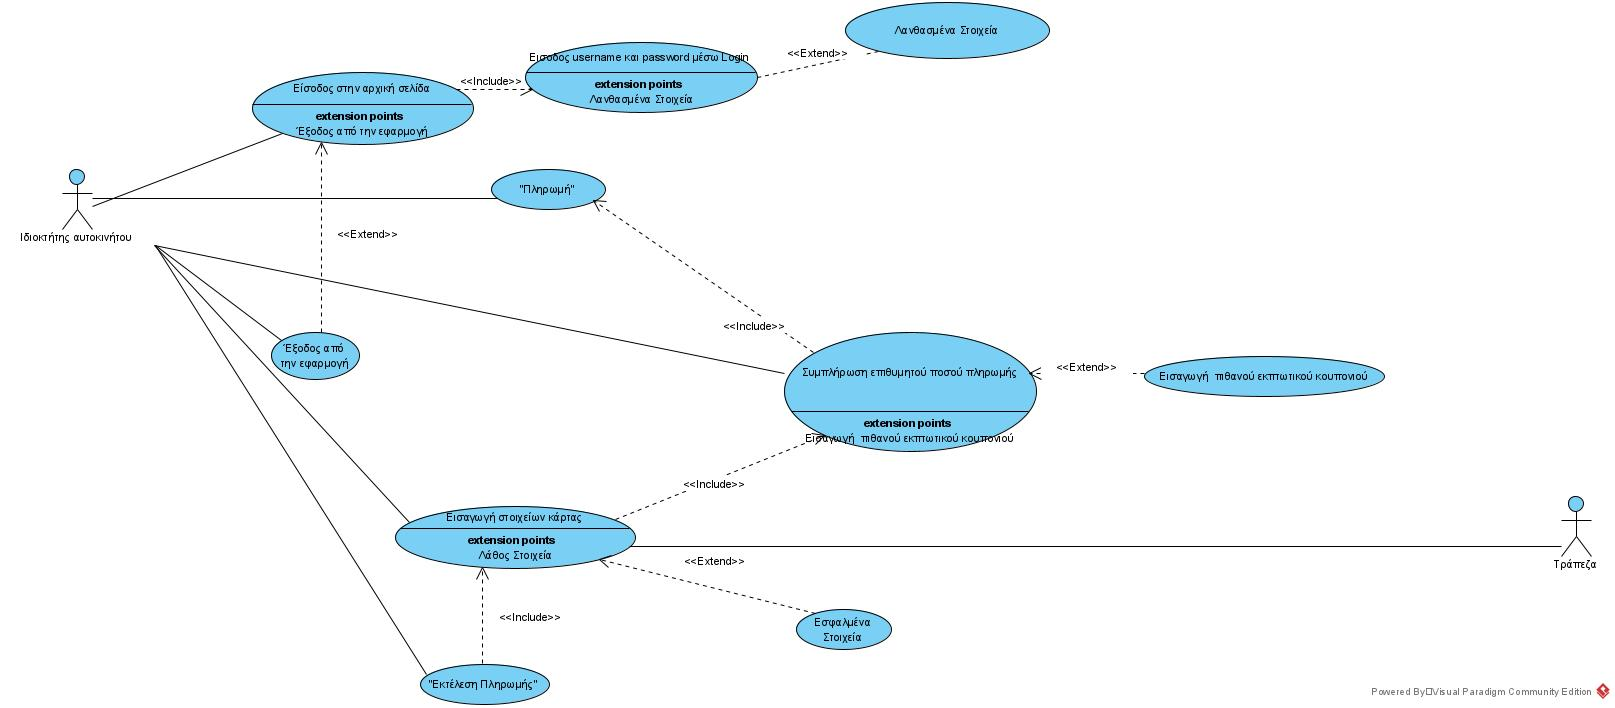 Λανθασμένα Στοιχεία
<<Extend>>
Είσοδος username και password μέσω Login
extension points
Λανθασμένα Στοιχεία
<<Include>>
Είσοδος στην αρχική σελίδα
extension points
Έξοδος από την εφαρμογή
"Πληρωμή"
Ιδιοκτήτης αυτοκινήτου
<<Extend>>
<<Include>>
Έξοδος από
την εφαρμογή
Συμπλήρωση επιθυμητού ποσού πληρωμής
extension points
Εισαγωγή πιθανού εκπτωτικού κουπονιού
<<Extend>>
Εισαγωγή πιθανού εκπτωτικού κουπονιού
<<Include>>
Εισαγωγή στοιχείων κάρτας
extension points
Λάθος Στοιχεία
<<Extend>>
Τράπεζα
<<Include>>
Εσφαλμένα
Στοιχεία
"Εκτέλεση Πληρωμής"
Powered By Visual Paradigm Community Edition